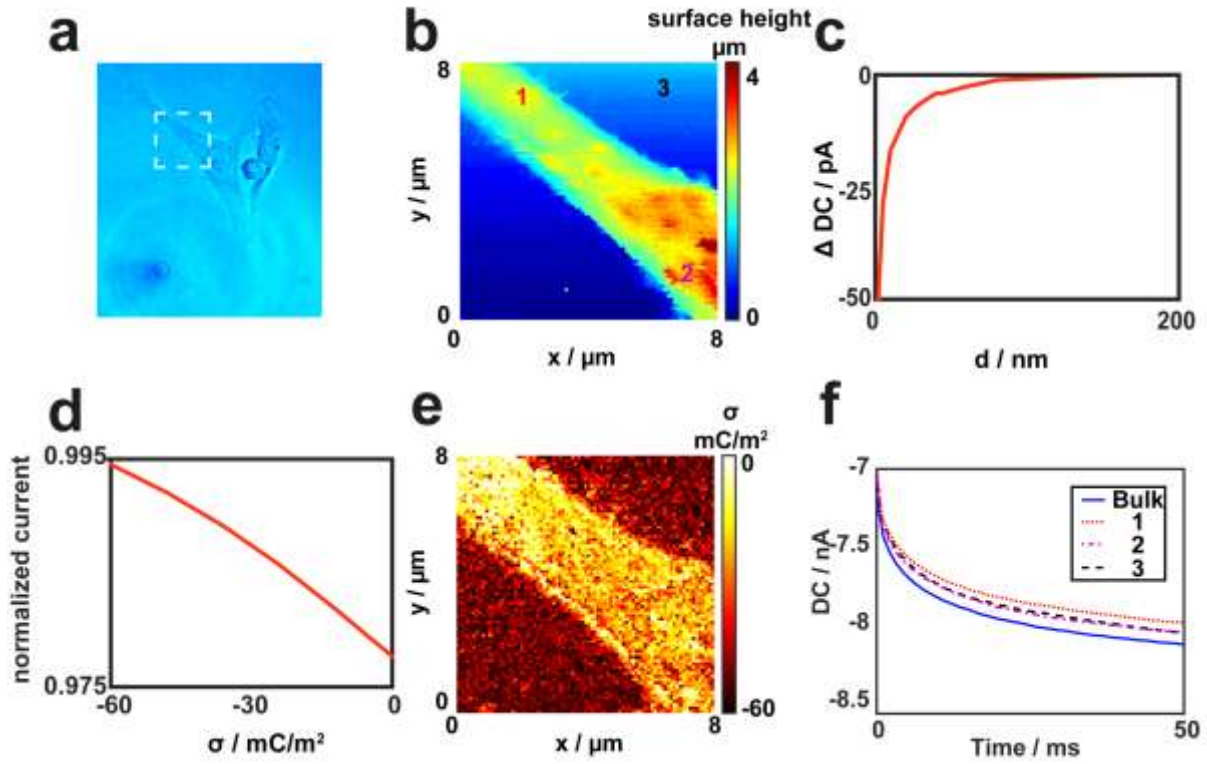 a
b
surface height
μm
8
1
3
2
y / μm
0
0
8
x / μm
4
0
c
0
-25
-50
Δ DC / pA
0
200
d / nm
d
0.995
0.975
normalized current
-60
-30
0
σ / mC/m²
e
σ
mC/m²
8
y / μm
0
0
8
x / μm
0
-60
f
-7
-7.5
-8
-8.5
DC / nA
Bulk
1
2
3
0
50
Time / ms